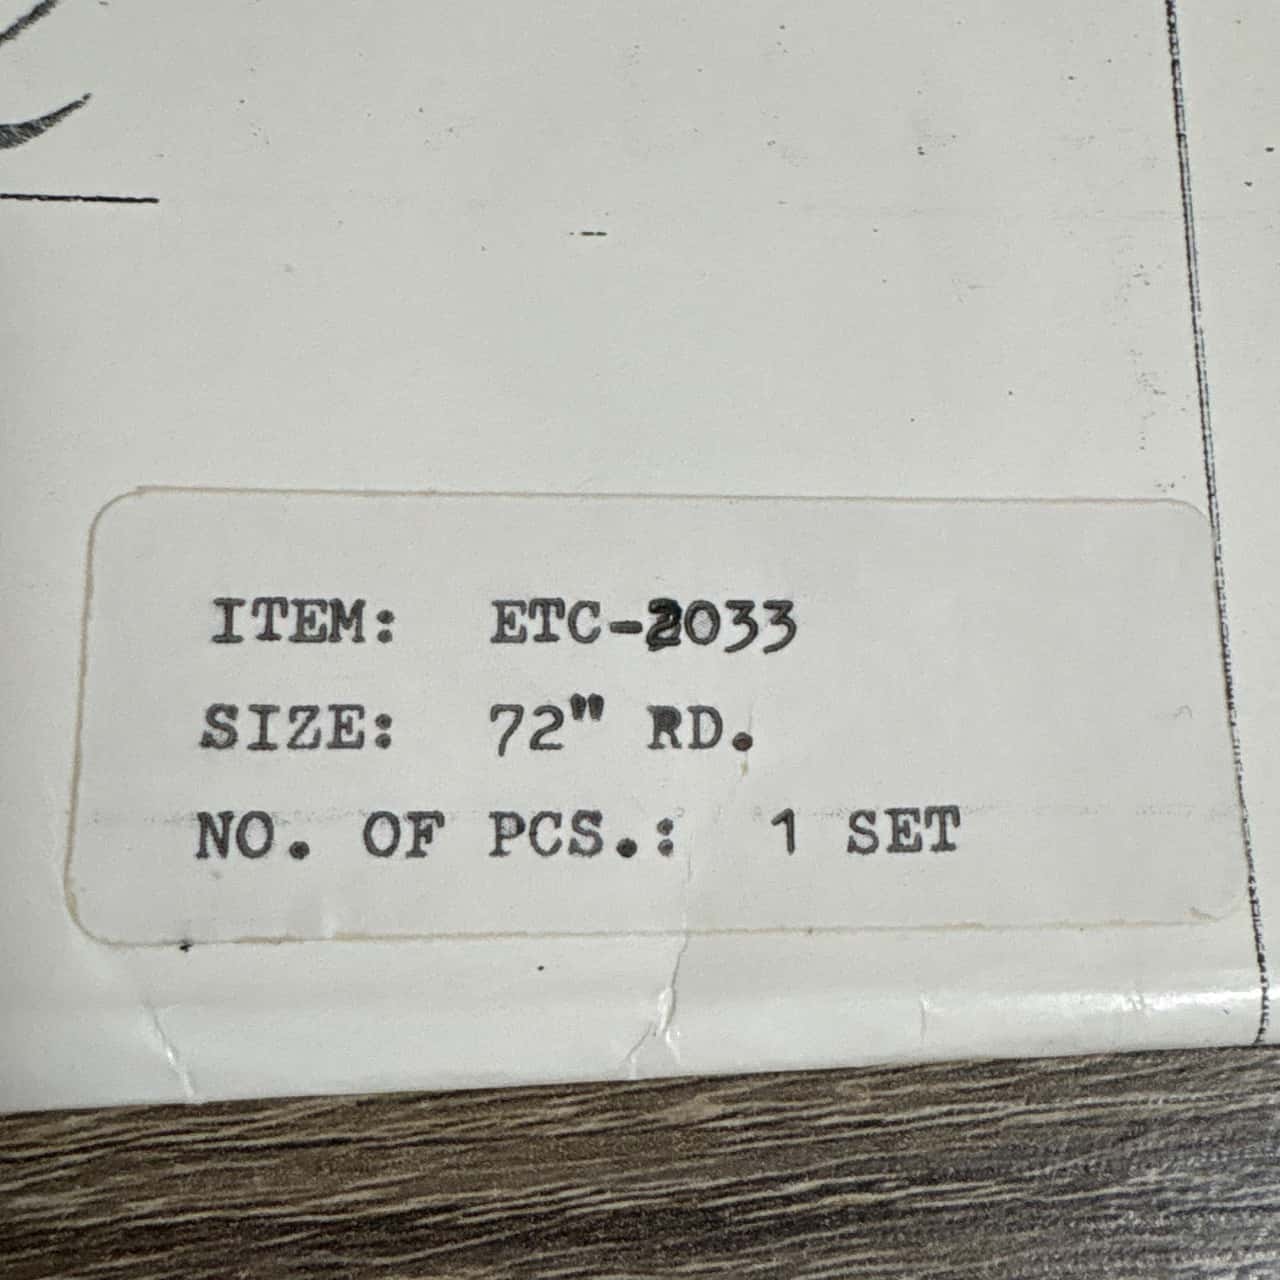 ITEM: ETC-2033
SIZE: 72" RD.
NO. OF PCS.: 1 SET